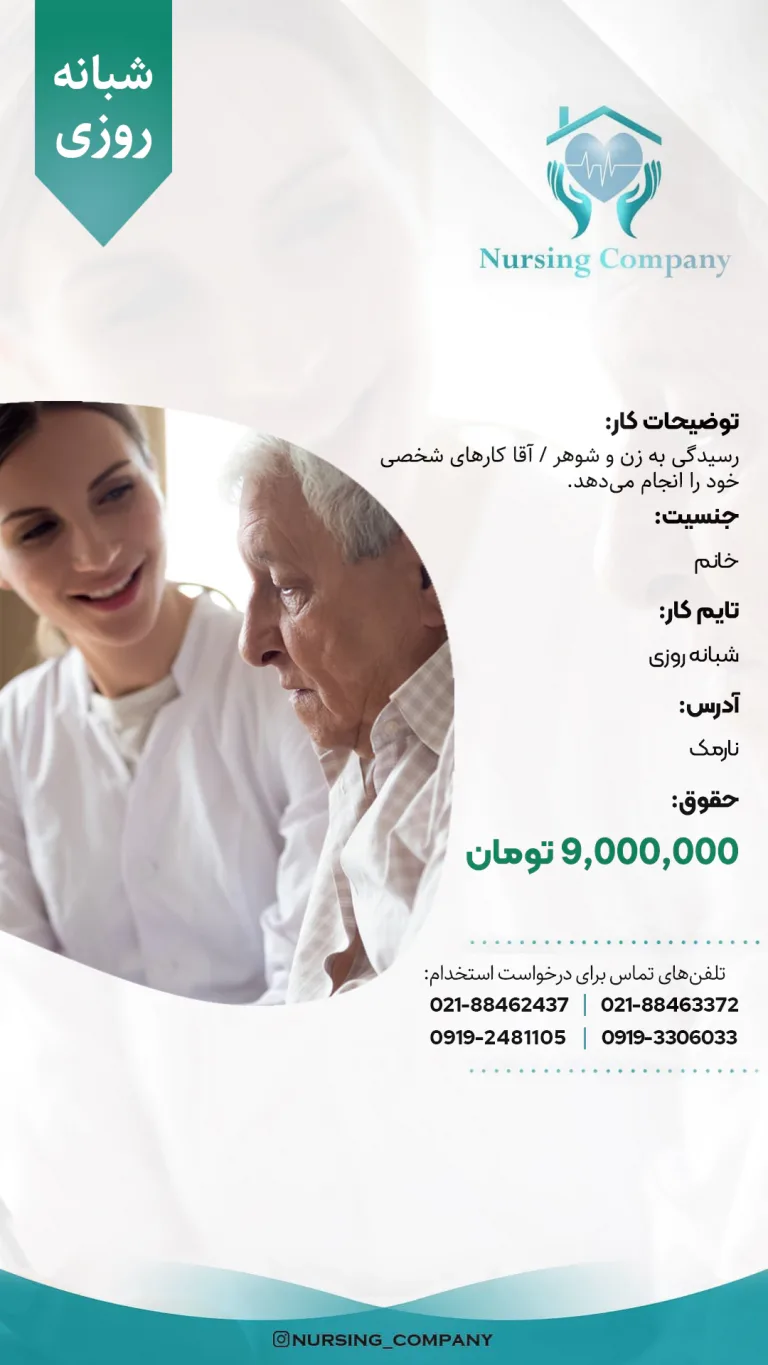 شبانه
روزی
Nursing Company
توضیحات کار:
رسیدگی به زن و شوهر / آقا کارهای شخصی
خود را انجام می‌دهد.
جنسیت:
خانم
تایم کار:
شبانه روزی
آدرس:
نارمک
حقوق:
9,000,000 تومان
تلفن‌های تماس برای درخواست استخدام:
021-88462437 | 021-88463372
0919-2481105 | 0919-3306033
NURSING_COMPANY